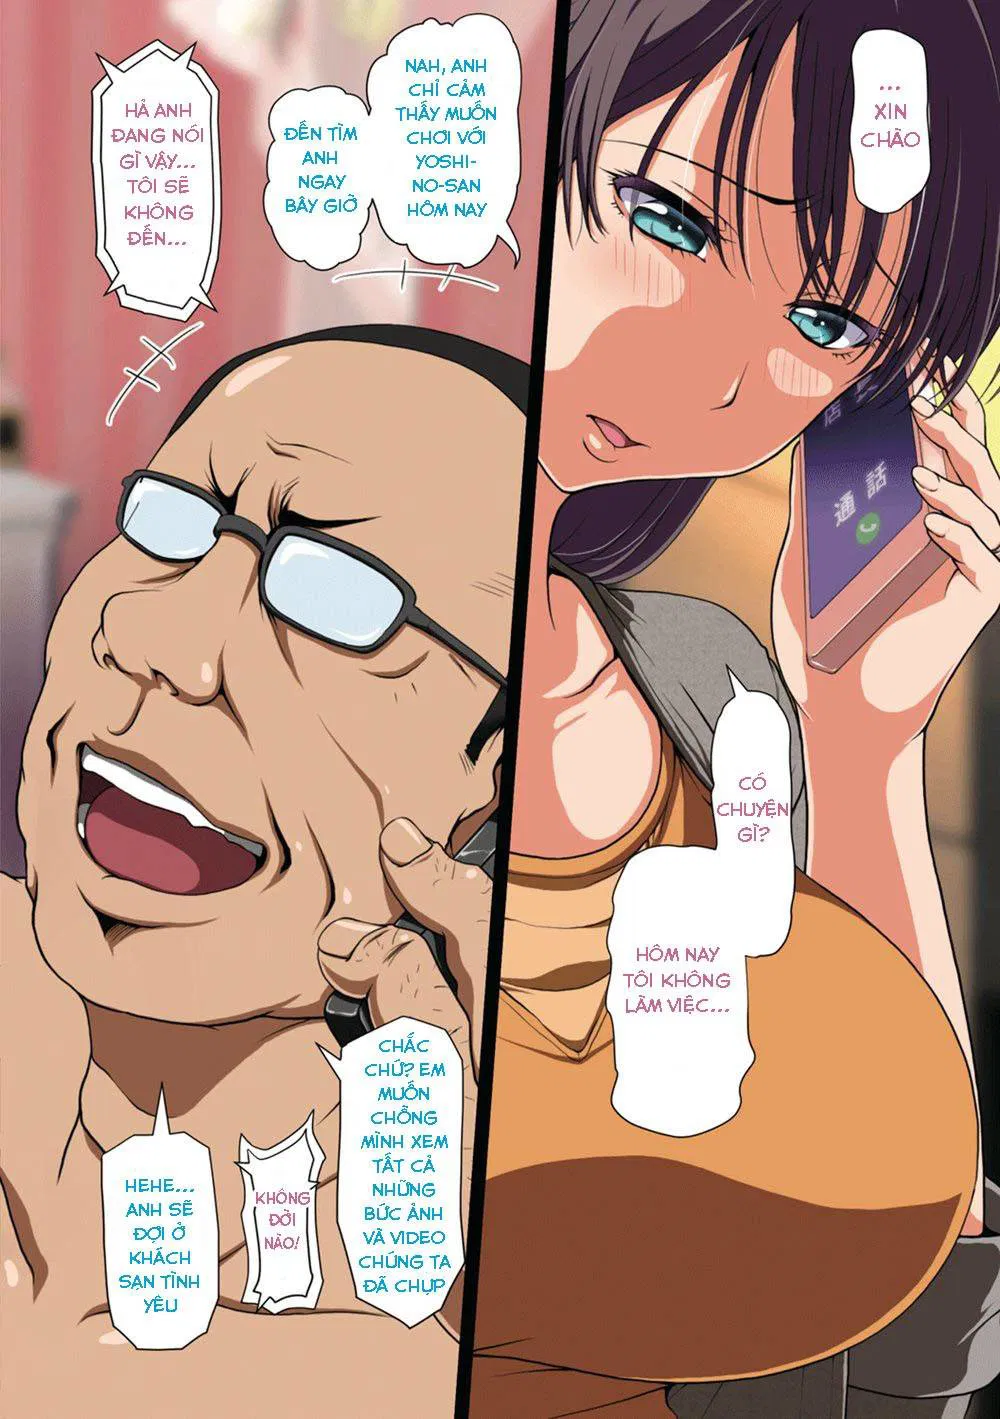 ...
XIN
CHÀO
CÓ
CHUYỆN
GÌ?
HÔM NAY
TÔI KHÔNG
LÀM VIỆC...
店長
通話
NAH, ANH
CHỈ CẢM
THẤY MUỐN
CHƠI VỚI
YOSHI-
NO-SAN
HÔM NAY
ĐẾN TÌM
ANH
NGAY
BÂY GIỜ
HẢ ANH
ĐANG NÓI
GÌ VẬY...
TÔI SẼ
KHÔNG
ĐẾN...
CHẮC
CHỨ? EM
MUỐN
CHỒNG
MÌNH XEM
TẤT CẢ
NHỮNG
BỨC ẢNH
VÀ VIDEO
CHÚNG TA
ĐÃ CHỤP
KHÔNG
ĐỜI
NÀO!
HEHE...
ANH SẼ
ĐỢI Ở
KHÁCH
SẠN TÌNH
YÊU